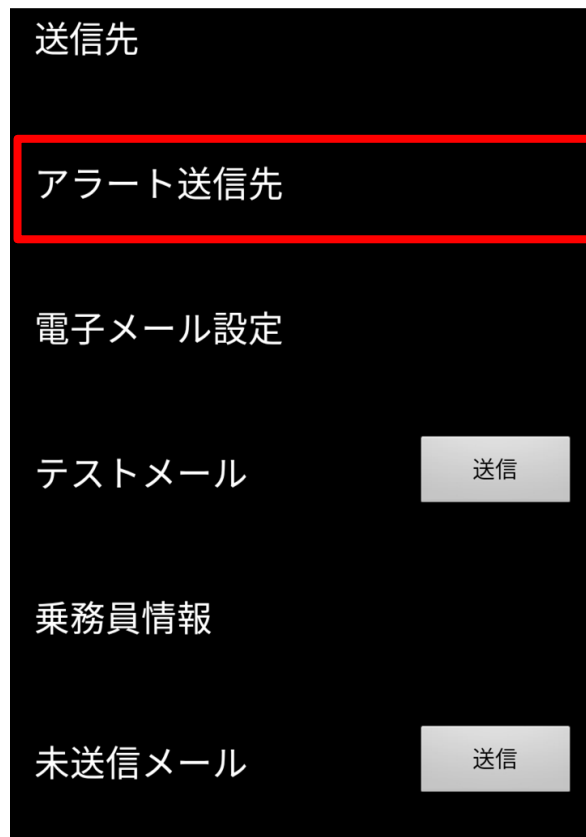 送信先
アラート送信先
電子メール設定
テストメール
送信
乗務員情報
未送信メール
送信